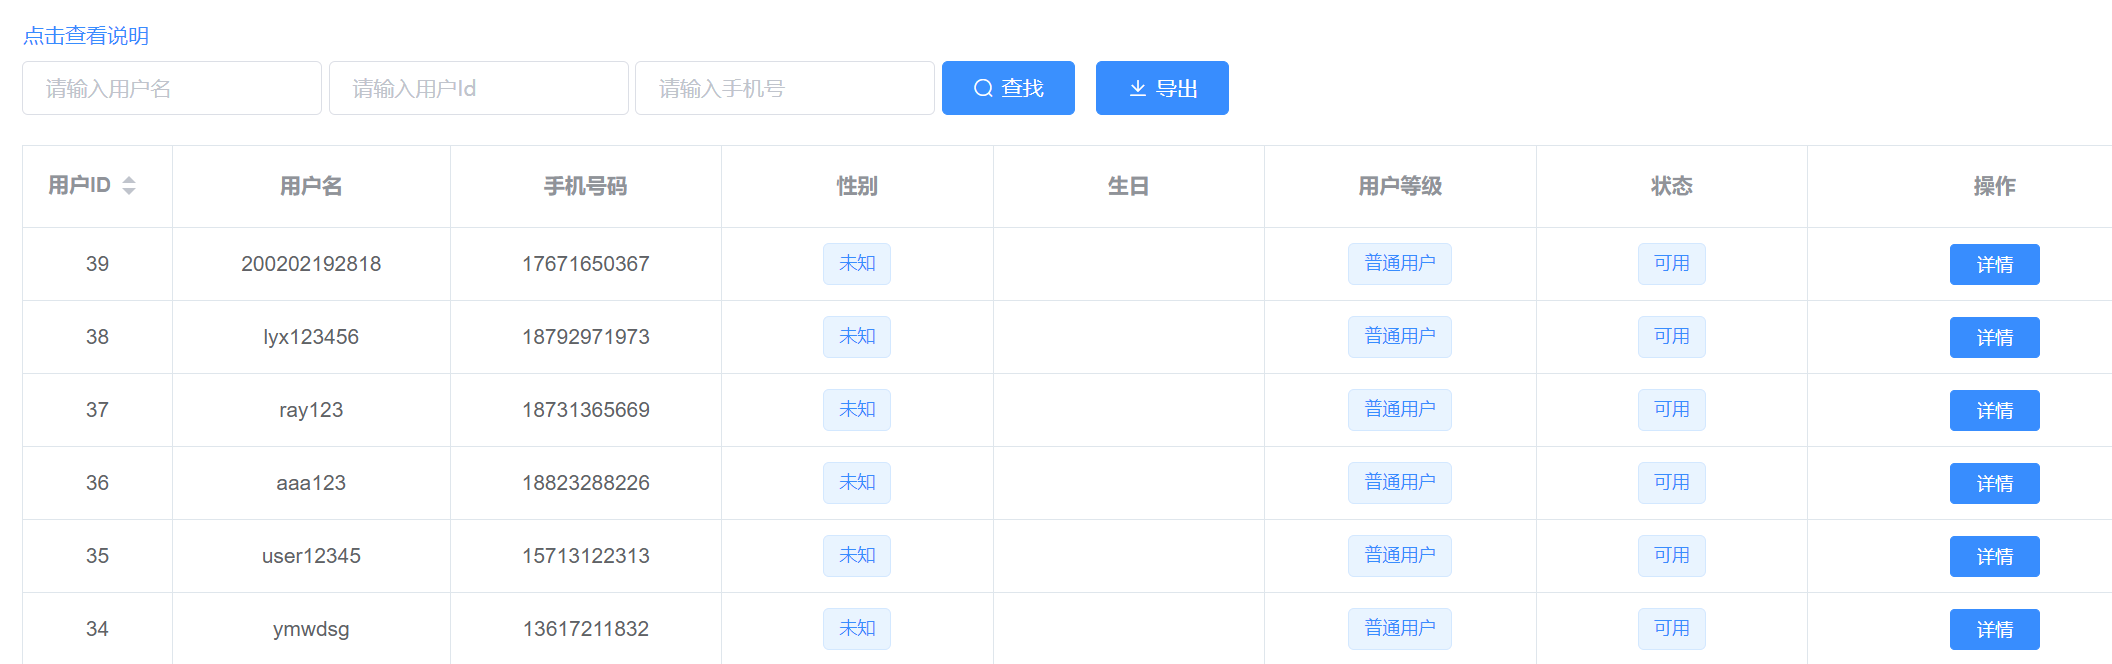 点击查看说明
请输入用户名 请输入用户Id 请输入手机号 查找 导出
用户ID 用户名 手机号码 性别 生日 用户等级 状态 操作
39 200202192818 17671650367 未知 普通用户 可用 详情
38 lyx123456 18792971973 未知 普通用户 可用 详情
37 ray123 18731365669 未知 普通用户 可用 详情
36 aaa123 18823288226 未知 普通用户 可用 详情
35 user12345 15713122313 未知 普通用户 可用 详情
34 ymwdsg 13617211832 未知 普通用户 可用 详情